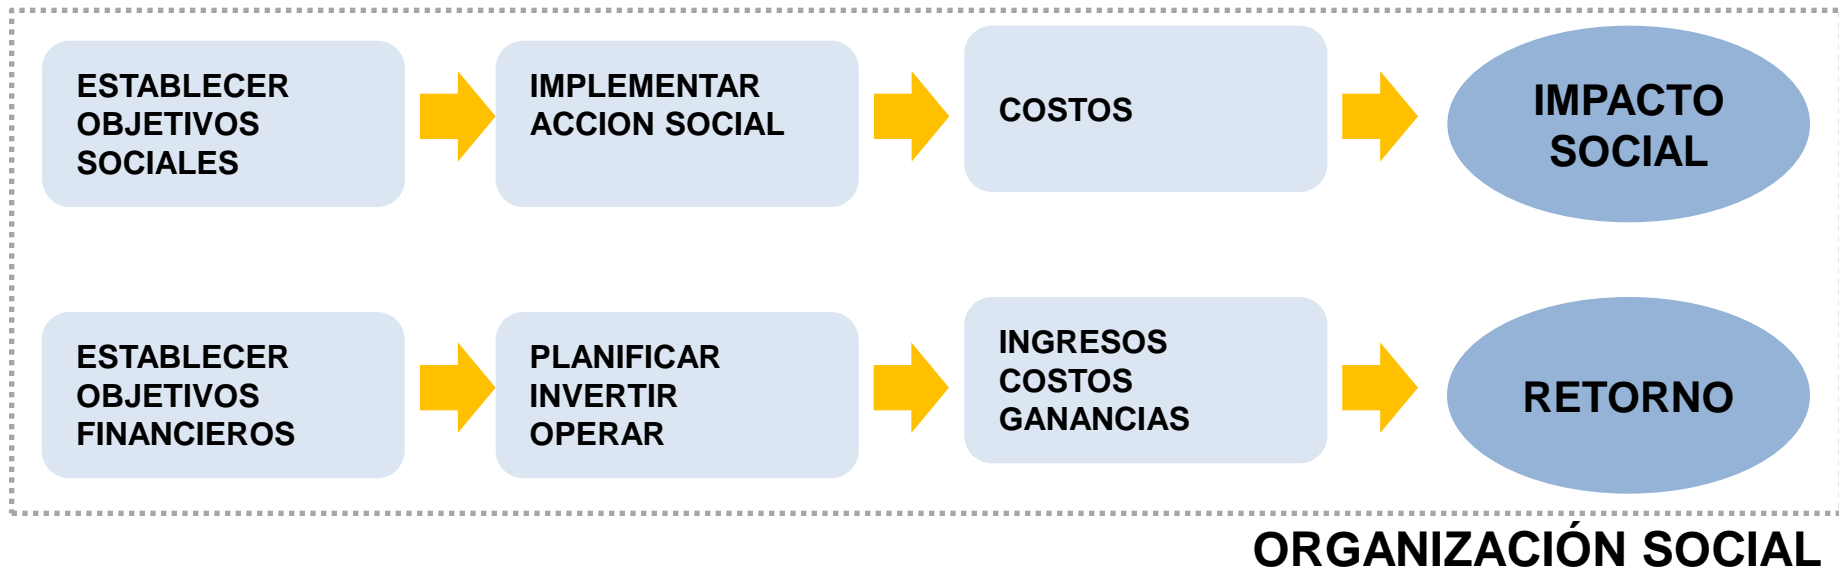 ESTABLECER
OBJETIVOS
SOCIALES
IMPLEMENTAR
ACCION SOCIAL
COSTOS
IMPACTO
SOCIAL
ESTABLECER
OBJETIVOS
FINANCIEROS
PLANIFICAR
INVERTIR
OPERAR
INGRESOS
COSTOS
GANANCIAS
RETORNO
ORGANIZACIÓN SOCIAL